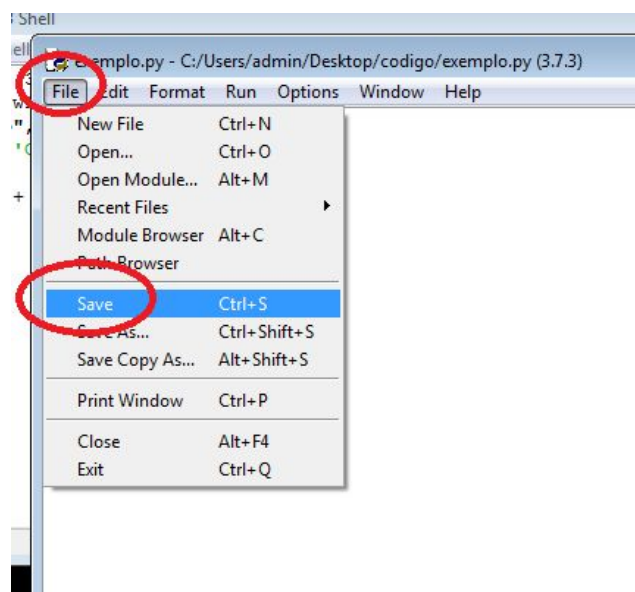 Shell
exemplo.py - C:/Users/admin/Desktop/codigo/exemplo.py (3.7.3)
File Edit Format Run Options Window Help
New File Ctrl+N
Open... Ctrl+O
Open Module... Alt+M
Recent Files
Module Browser Alt+C
Path Browser
Save Ctrl+S
Save As... Ctrl+Shift+S
Save Copy As... Alt+Shift+S
Print Window Ctrl+P
Close Alt+F4
Exit Ctrl+Q